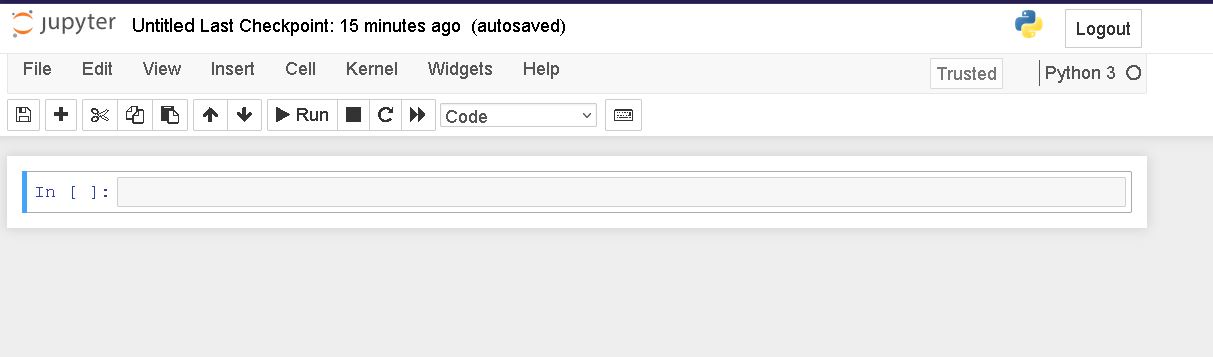 jupyter Untitled Last Checkpoint: 15 minutes ago (autosaved) Logout
File Edit View Insert Cell Kernel Widgets Help Trusted Python 3
Run Code
In [ ]: